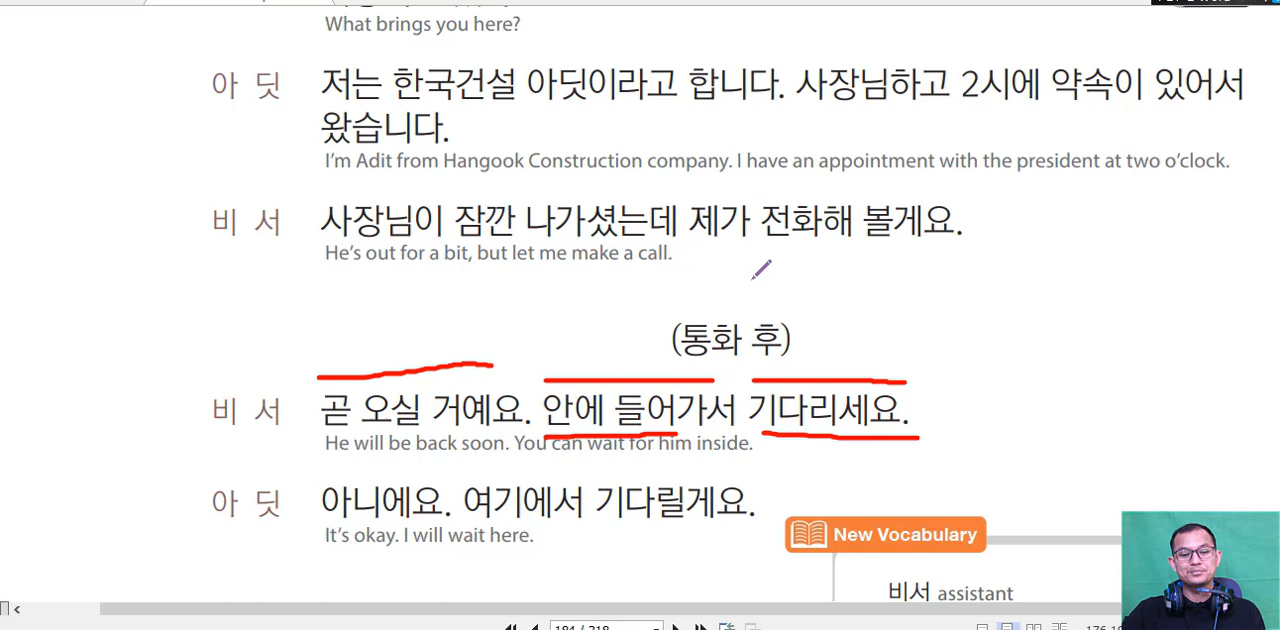 What brings you here?
아 딧 저는 한국건설 아딧이라고 합니다. 사장님하고 2시에 약속이 있어서
왔습니다.
I'm Adit from Hangook Construction company. I have an appointment with the president at two o'clock.
비 서 사장님이 잠깐 나가셨는데 제가 전화해 볼게요.
He's out for a bit, but let me make a call.
(통화 후)
비 서 곧 오실 거예요. 안에 들어가서 기다리세요.
He will be back soon. You can wait for him inside.
아 딧 아니에요. 여기에서 기다릴게요.
It's okay. I will wait here.
New Vocabulary
비서 assistant
184 / 318